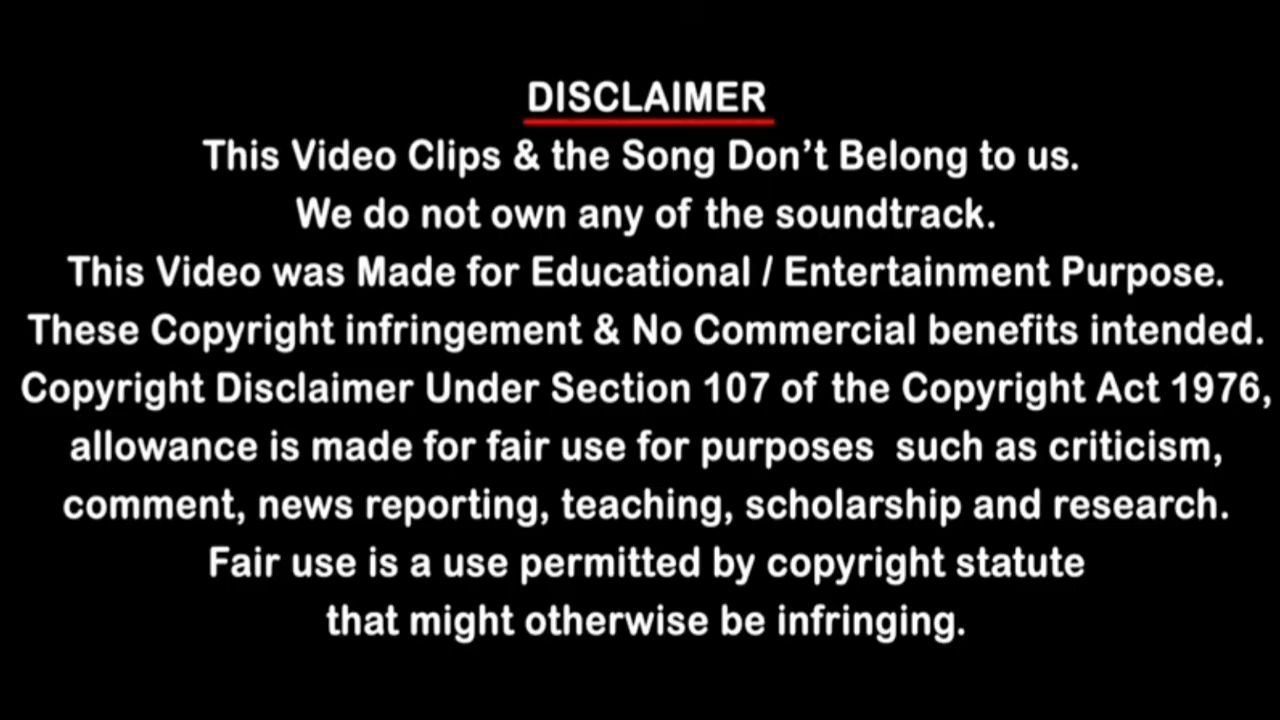 DISCLAIMER
This Video Clips & the Song Don’t Belong to us.
We do not own any of the soundtrack.
This Video was Made for Educational / Entertainment Purpose.
These Copyright infringement & No Commercial benefits intended.
Copyright Disclaimer Under Section 107 of the Copyright Act 1976,
allowance is made for fair use for purposes  such as criticism,
comment, news reporting, teaching, scholarship and research.
Fair use is a use permitted by copyright statute
that might otherwise be infringing.